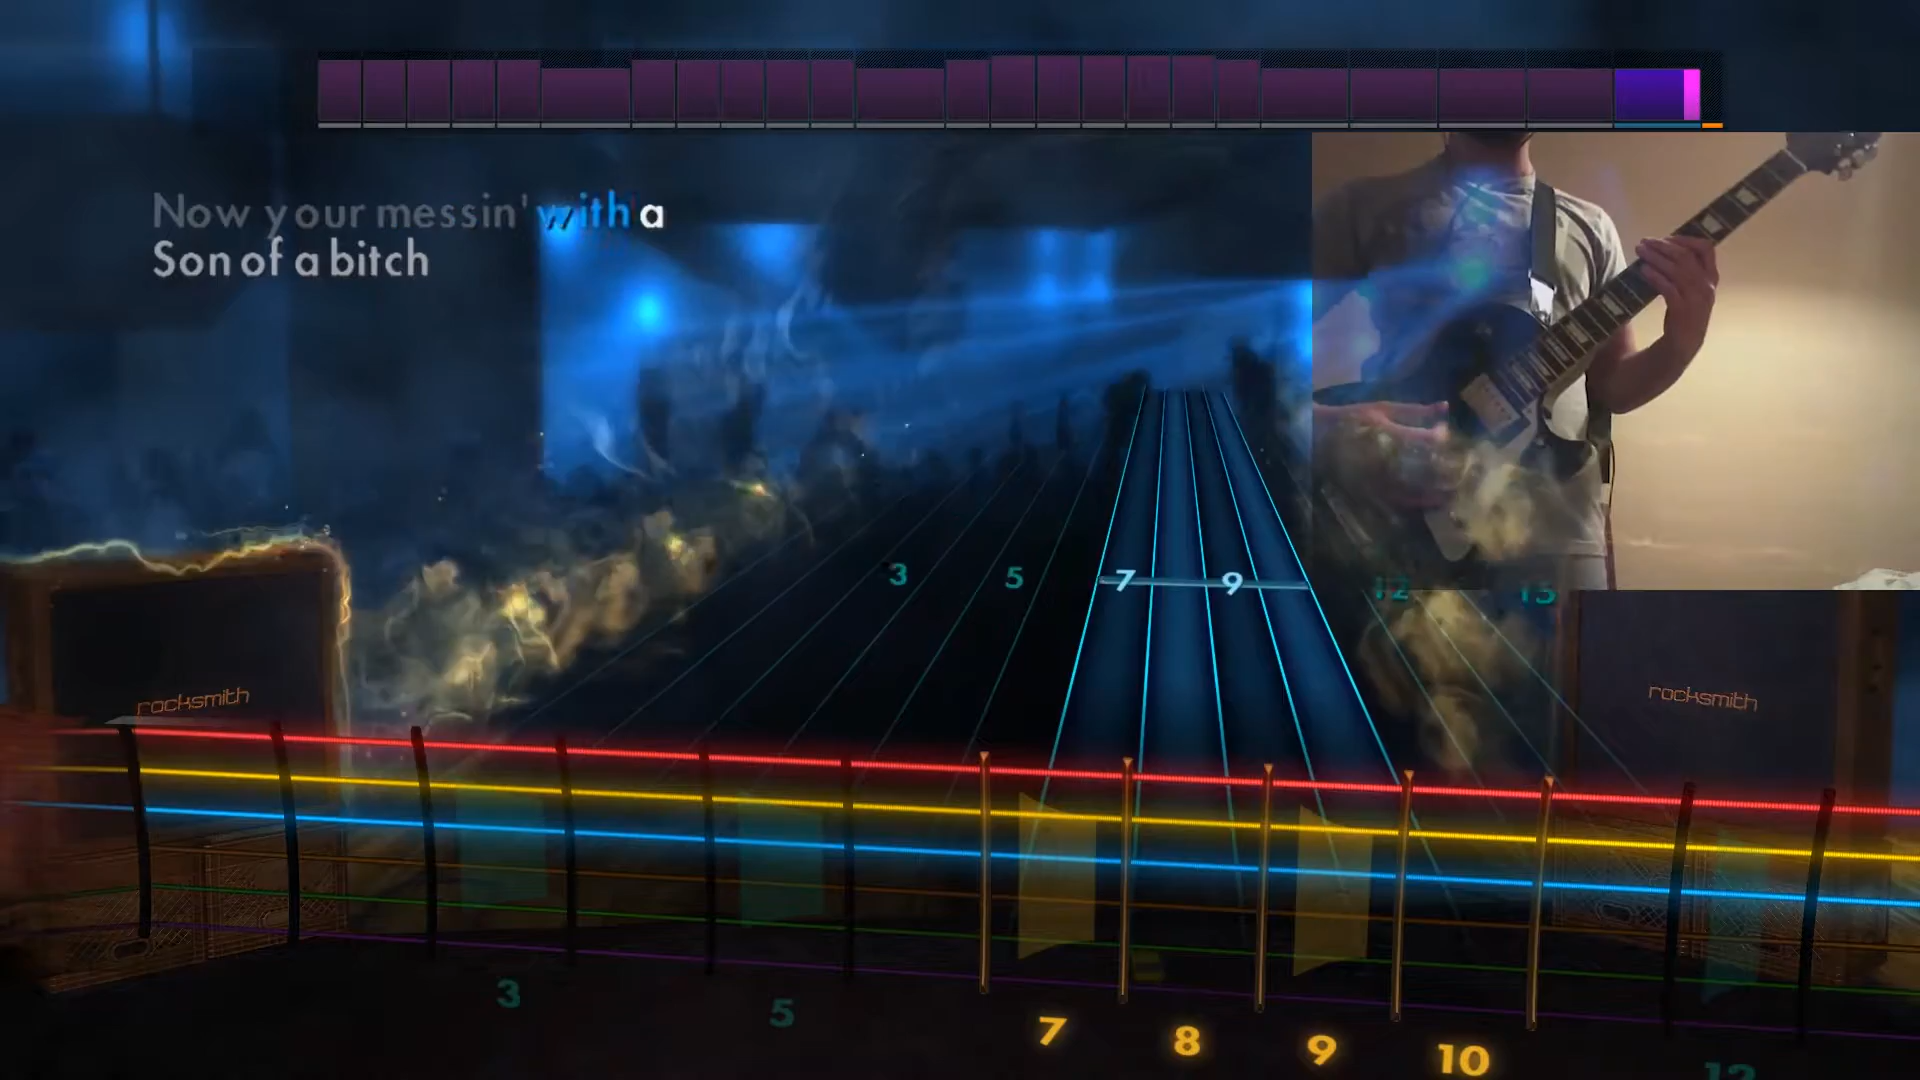 Now your messin' with a
Son of a bitch
3 5 7 9 12 15
rocksmith
rocksmith
3 5 7 8 9 10 12